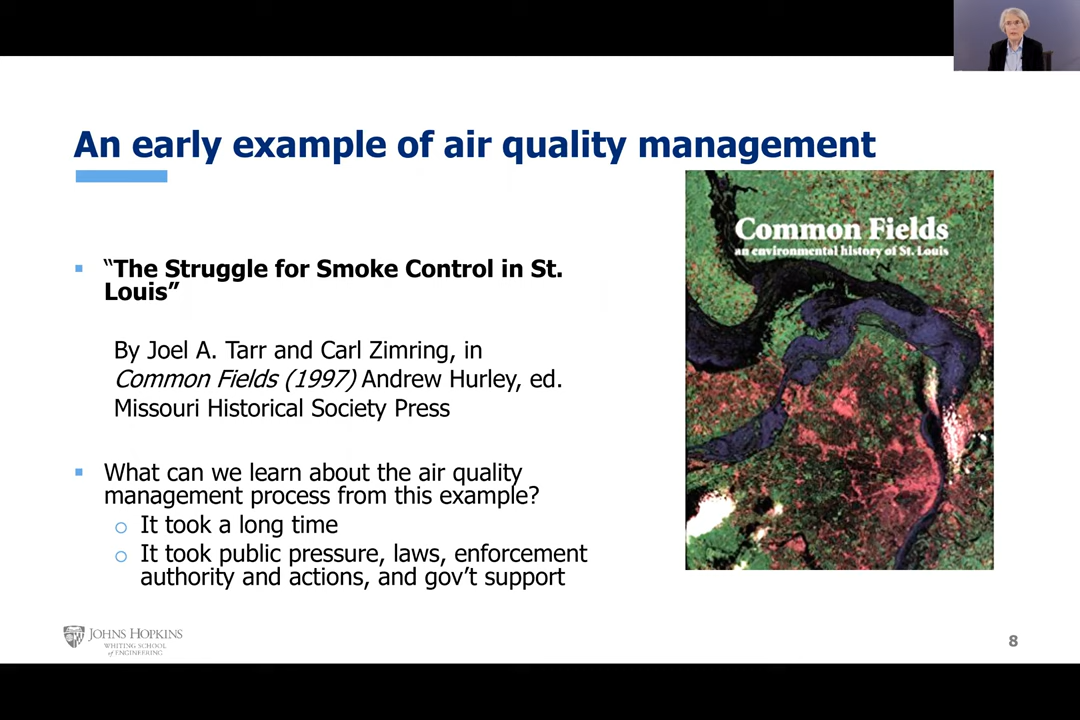 An early example of air quality management
Common Fields
an environmental history of St. Louis
▪ “The Struggle for Smoke Control in St.
Louis”
By Joel A. Tarr and Carl Zimring, in
Common Fields (1997) Andrew Hurley, ed.
Missouri Historical Society Press
▪ What can we learn about the air quality
management process from this example?
o It took a long time
o It took public pressure, laws, enforcement
authority and actions, and gov’t support
JOHNS HOPKINS
WHITING SCHOOL
of ENGINEERING
8